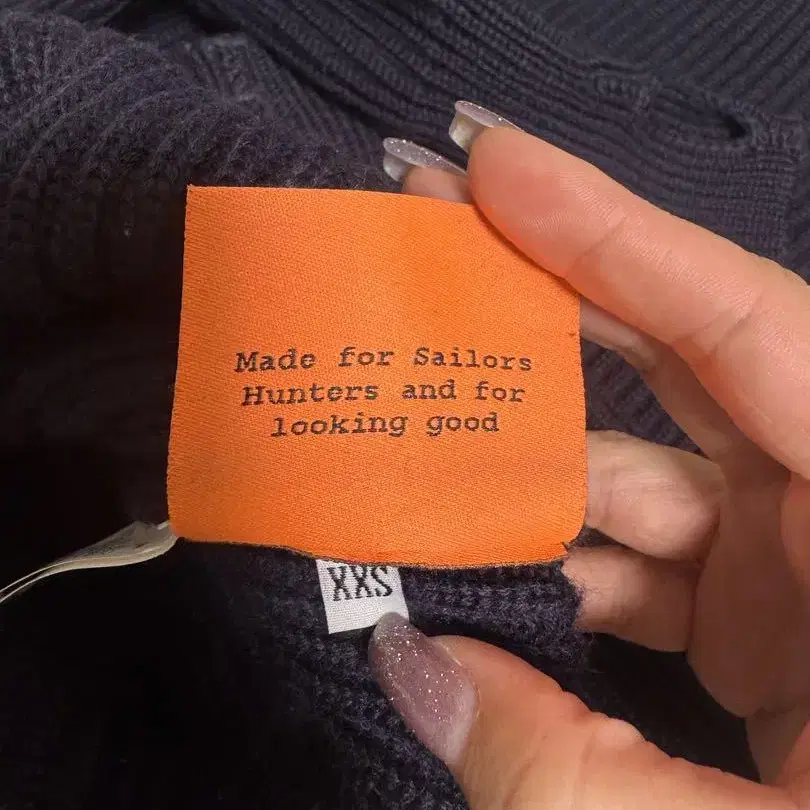 Made for Sailors
Hunters and for
looking good
XXS